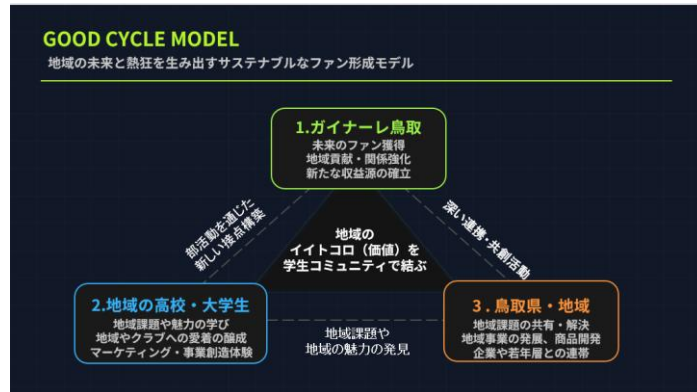 GOOD CYCLE MODEL
地域の未来と熱狂を生み出すサステナブルなファン形成モデル
1.ガイナーレ鳥取
未来のファン獲得
地域貢献・関係強化
新たな収益源の確立
部活動を通じた
新しい接点構築
深い連携・共創活動
地域の
イイトコロ（価値）を
学生コミュニティで結ぶ
2.地域の高校・大学生
地域課題や魅力の学び
地域やクラブへの愛着の醸成
マーケティング・事業創造体験
地域課題や
地域の魅力の発見
3．鳥取県・地域
地域課題の共有・解決
地域事業の発展、商品開発
企業や若年層との連帯